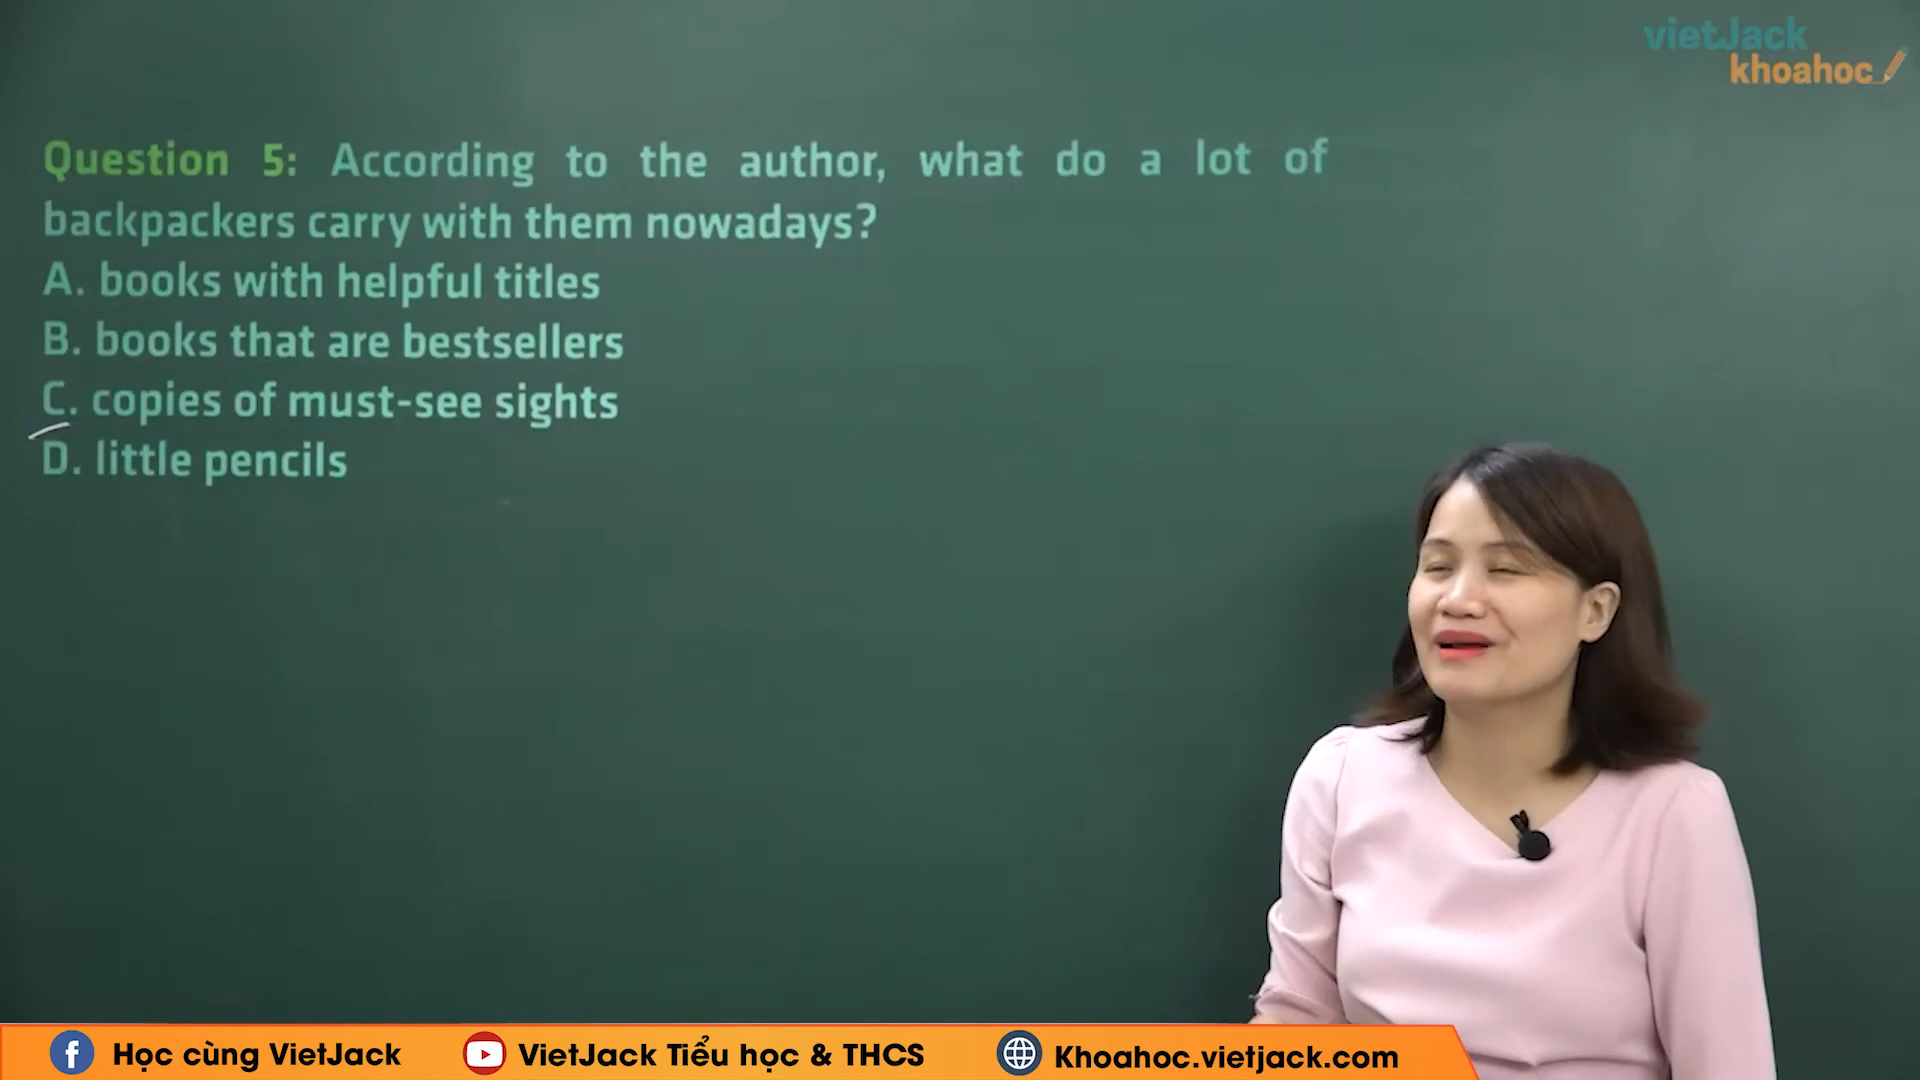 vietJack
khoahoc
Question 5: According to the author, what do a lot of
backpackers carry with them nowadays?
A. books with helpful titles
B. books that are bestsellers
C. copies of must-see sights
D. little pencils
Học cùng VietJack
VietJack Tiểu học & THCS
Khoahoc.vietjack.com